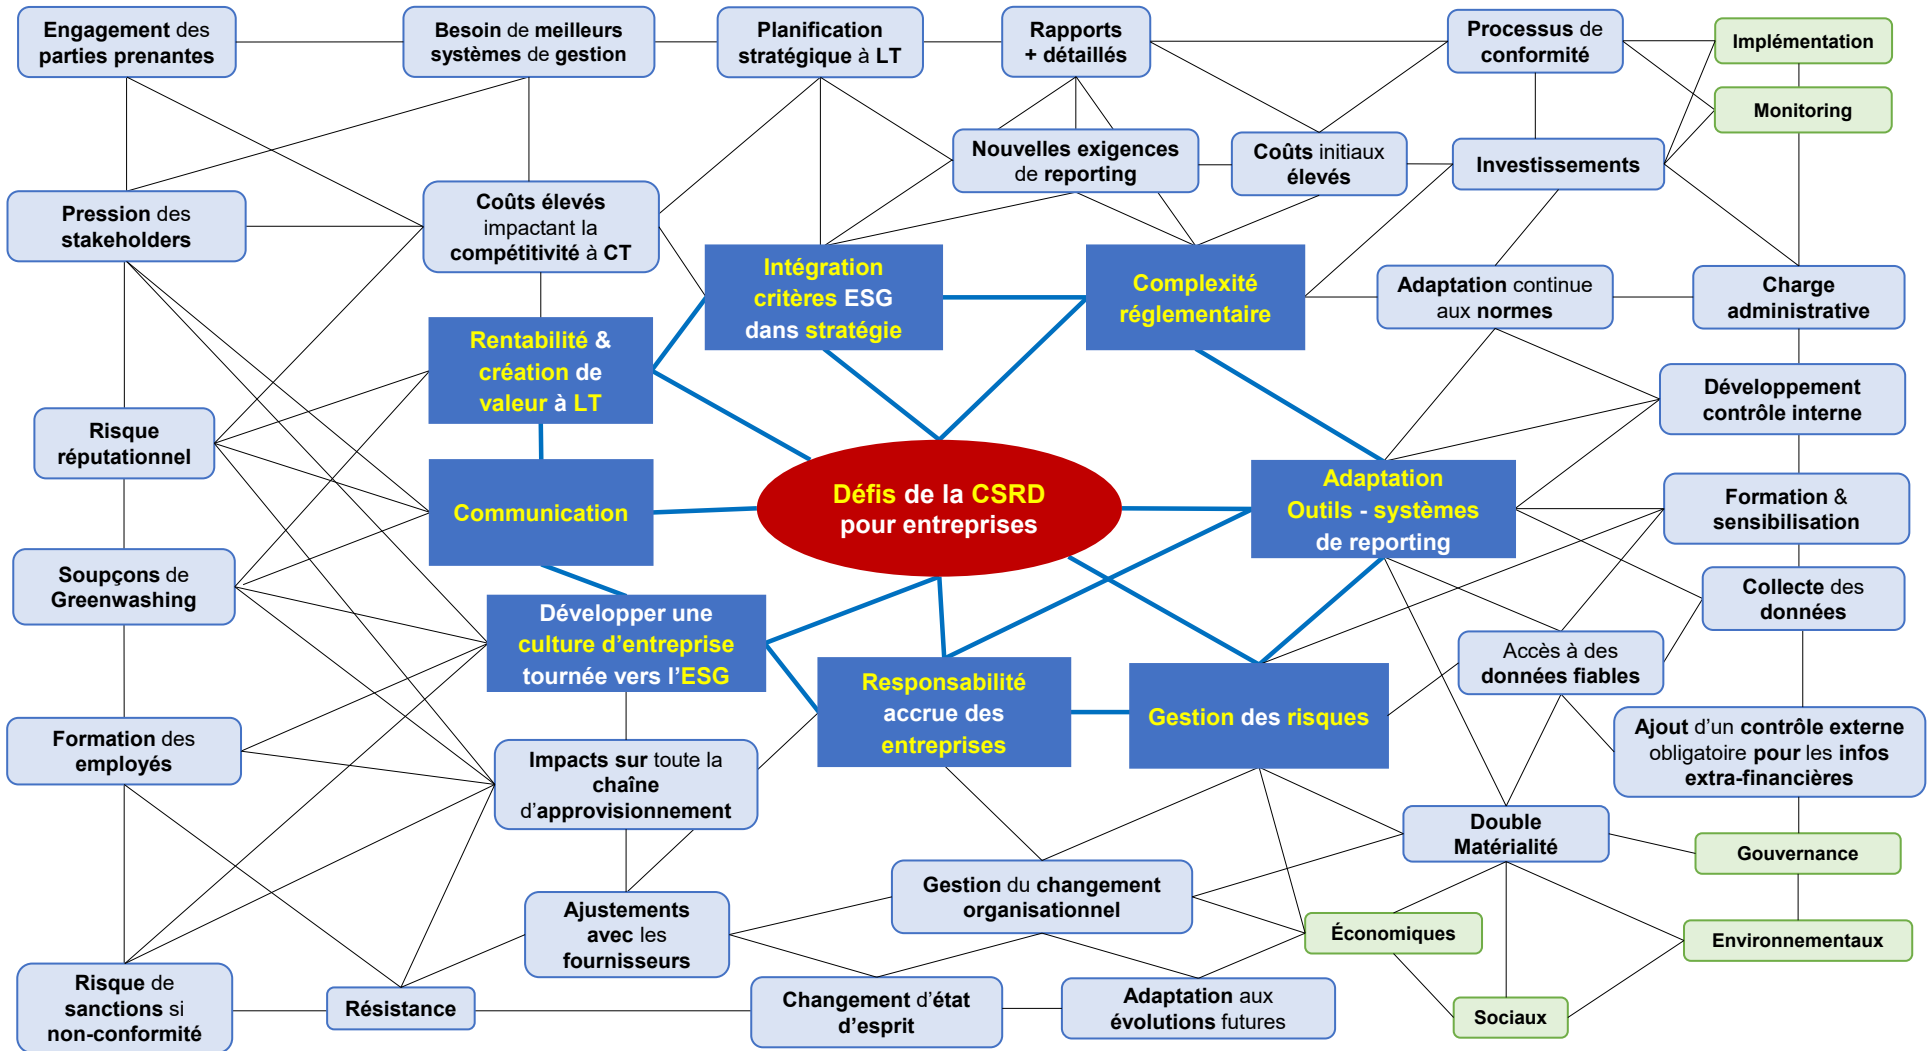 Engagement des
parties prenantes
Besoin de meilleurs
systèmes de gestion
Planification
stratégique à LT
Rapports
+ détaillés
Processus de
conformité
Implémentation
Monitoring
Nouvelles exigences
de reporting
Coûts initiaux
élevés
Investissements
Pression des
stakeholders
Coûts élevés
impactant la
compétitivité à CT
Intégration
critères ESG
dans stratégie
Complexité
réglementaire
Adaptation continue
aux normes
Charge
administrative
Rentabilité &
création de
valeur à LT
Développement
contrôle interne
Risque
réputationnel
Communication
Défis de la CSRD
pour entreprises
Adaptation
Outils - systèmes
de reporting
Formation &
sensibilisation
Soupçons de
Greenwashing
Développer une
culture d’entreprise
tournée vers l’ESG
Collecte des
données
Accès à des
données fiables
Responsabilité
accrue des
entreprises
Gestion des risques
Formation des
employés
Impacts sur toute la
chaîne
d’approvisionnement
Ajout d’un contrôle externe
obligatoire pour les infos
extra-financières
Double
Matérialité
Gouvernance
Gestion du changement
organisationnel
Ajustements
avec les
fournisseurs
Économiques
Environnementaux
Risque de
sanctions si
non-conformité
Résistance
Changement d’état
d’esprit
Adaptation aux
évolutions futures
Sociaux